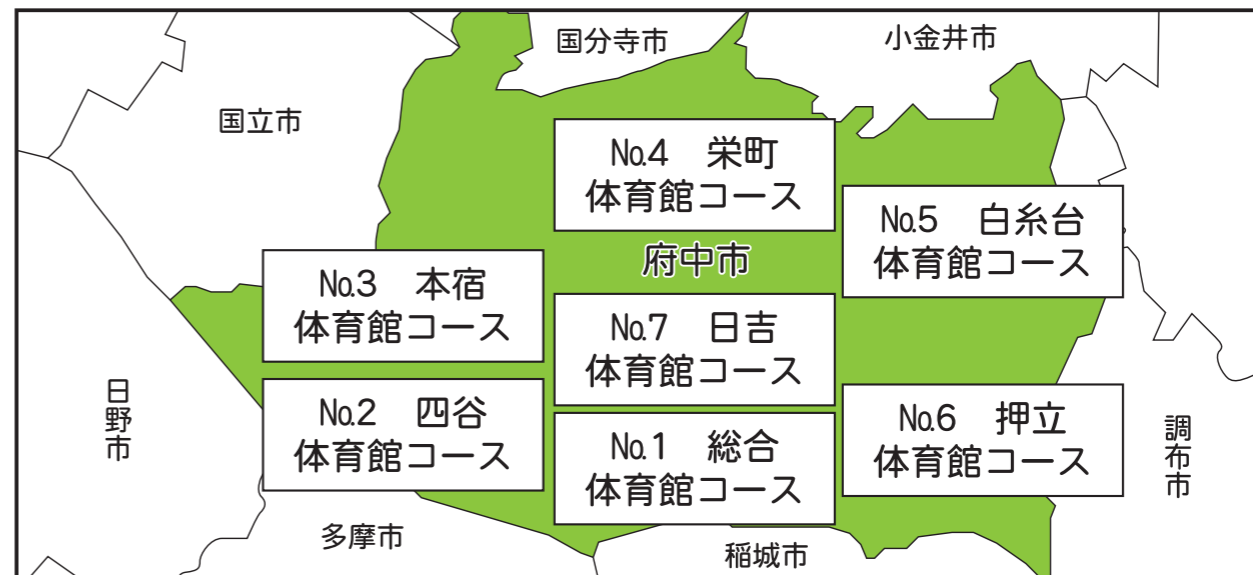 国分寺市
小金井市
国立市
No.4　栄町
体育館コース
No.5　白糸台
体育館コース
府中市
No.3　本宿
体育館コース
No.7　日吉
体育館コース
日野市
No.2　四谷
体育館コース
No.1　総合
体育館コース
No.6　押立
体育館コース
調布市
多摩市
稲城市